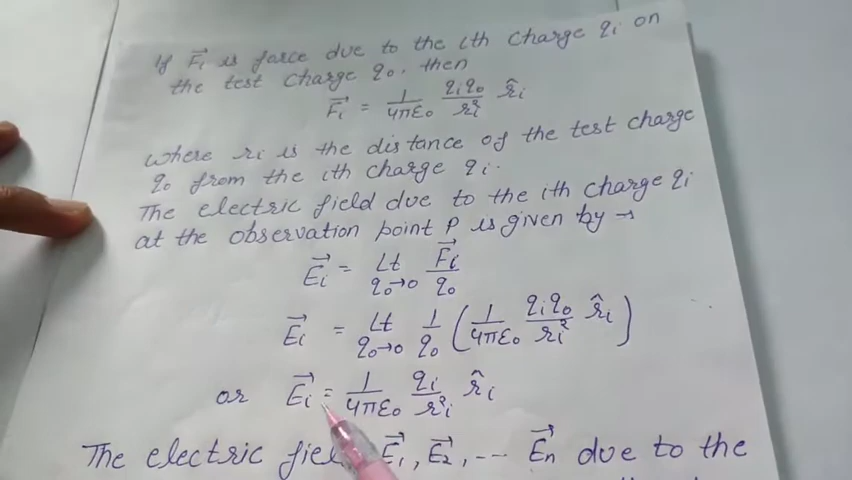 If F⃗i is force due to the ith charge qi on
the test charge q0, then
F⃗i = 1/4πε0 qiq0/ri² r̂i
where ri is the distance of the test charge
q0 from the ith charge qi.
The electric field due to the ith charge qi
at the observation point P is given by →
E⃗i = Lt q0→0 F⃗i/q0
E⃗i = Lt q0→0 1/q0 (1/4πε0 qiq0/ri² r̂i)
or E⃗i = 1/4πε0 qi/r²i r̂i
The electric E⃗1, E⃗2, --- E⃗n due to the